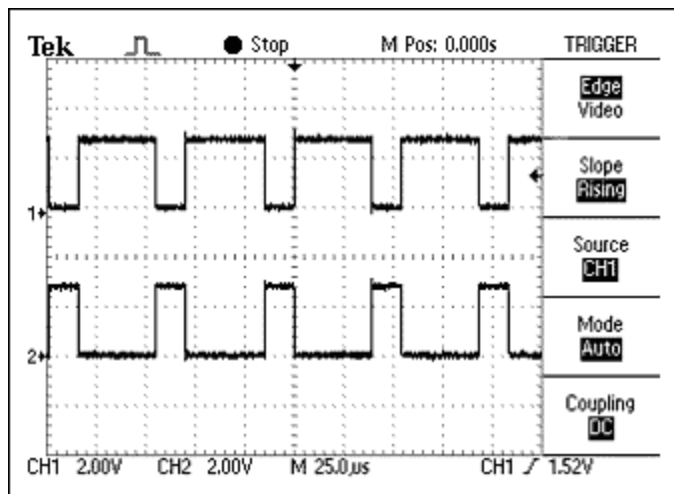 Tek Stop M Pos: 0.000s TRIGGER
Edge
Video
Slope
Rising
Source
CH1
Mode
Auto
Coupling
DC
1
2
CH1 2.00V CH2 2.00V M 25.0µs CH1 1.52V